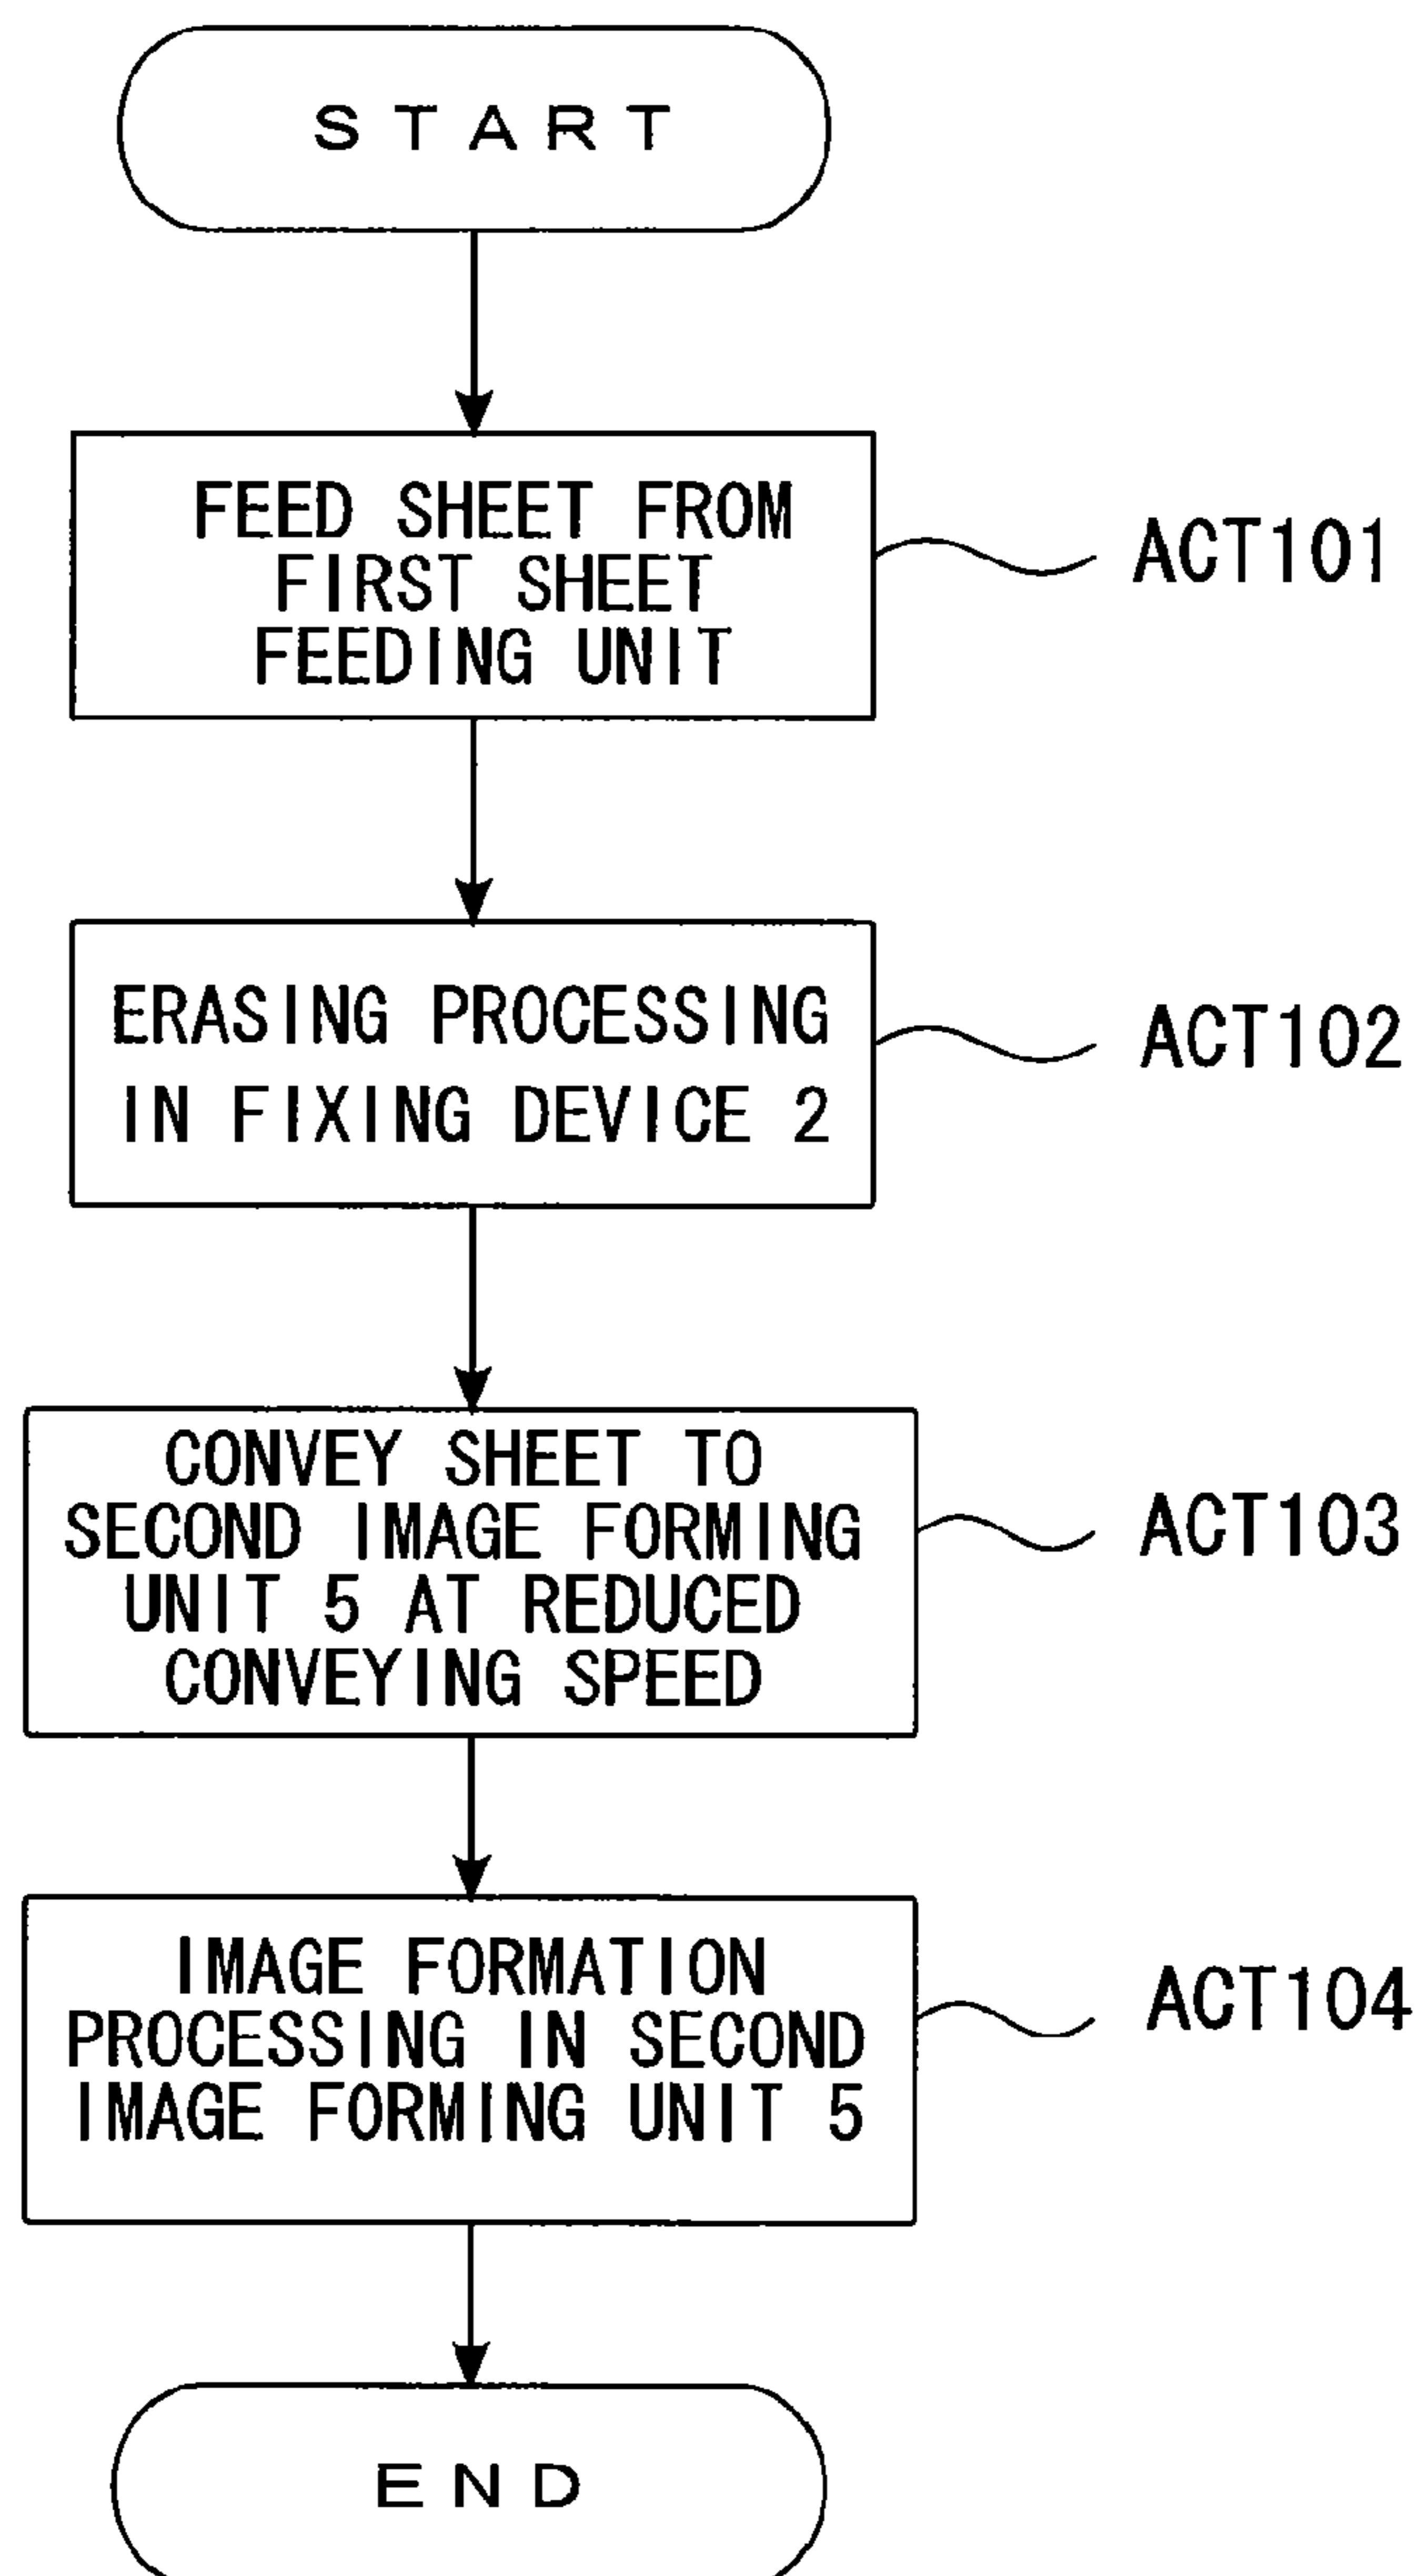 START
FEED SHEET FROM
FIRST SHEET
FEEDING UNIT
ACT101
ERASING PROCESSING
IN FIXING DEVICE 2
ACT102
CONVEY SHEET TO
SECOND IMAGE FORMING
UNIT 5 AT REDUCED
CONVEYING SPEED
ACT103
IMAGE FORMATION
PROCESSING IN SECOND
IMAGE FORMING UNIT 5
ACT104
END